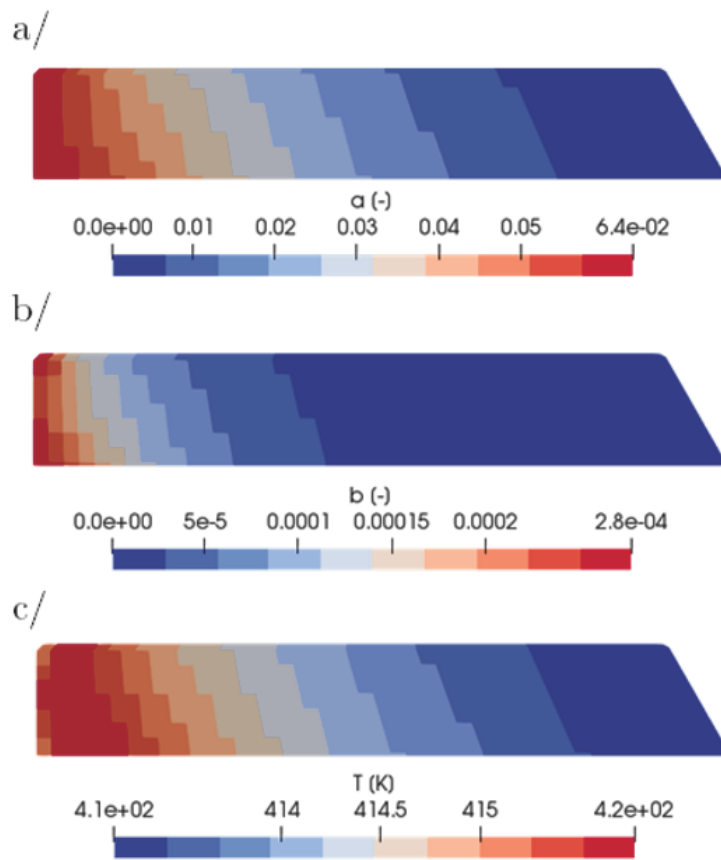 a/
a (-)
0.0e+00 0.01 0.02 0.03 0.04 0.05 6.4e-02
b/
b (-)
0.0e+00 5e-5 0.0001 0.00015 0.0002 2.8e-04
c/
T (K)
4.1e+02 414 414.5 415 4.2e+02